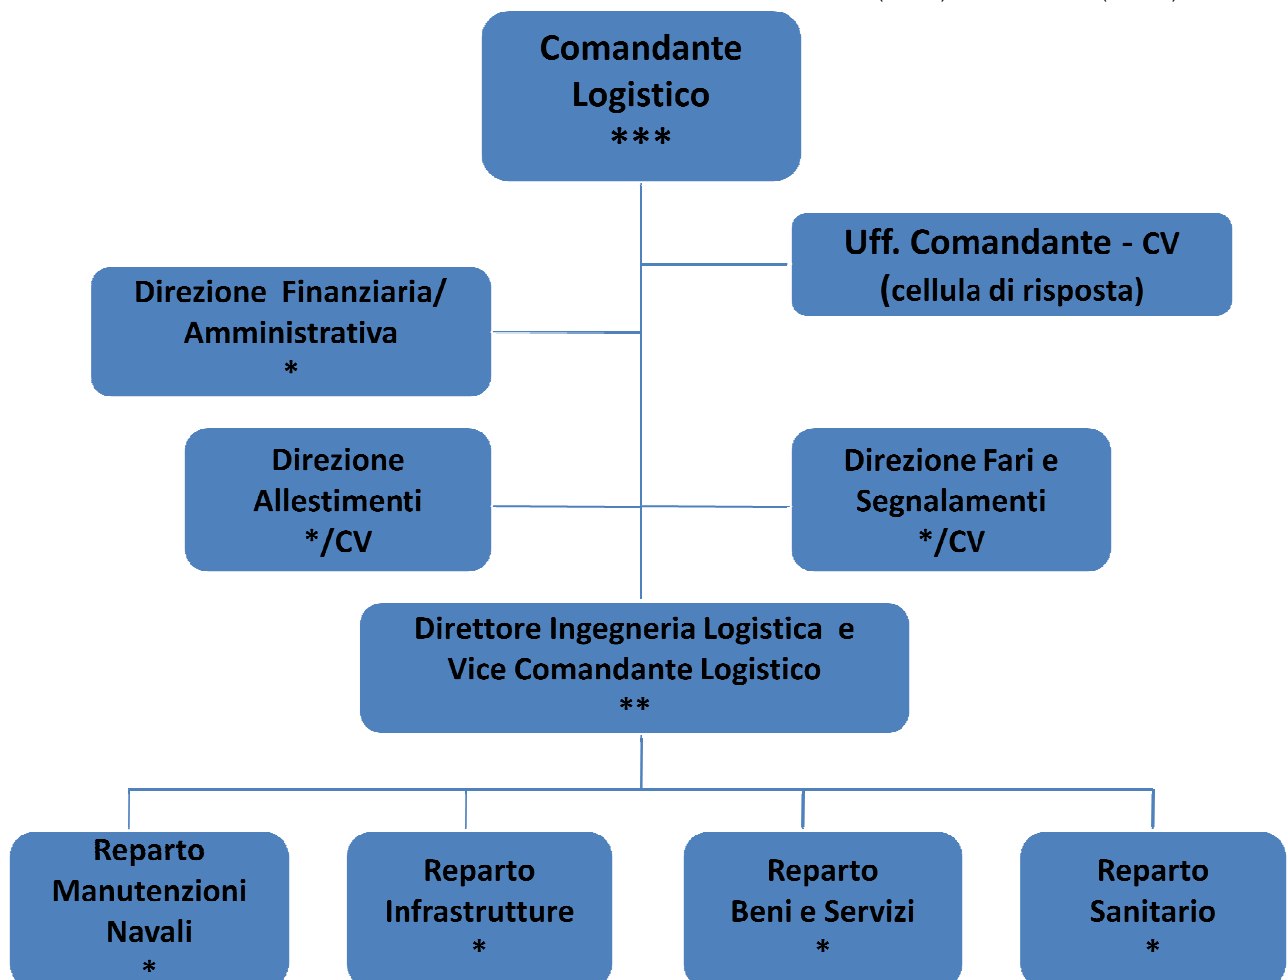 Comandante
Logistico
***
Uff. Comandante - CV
(cellula di risposta)
Direzione Finanziaria/
Amministrativa
*
Direzione
Allestimenti
*/CV
Direzione Fari e
Segnalamenti
*/CV
Direttore Ingegneria Logistica e
Vice Comandante Logistico
**
Reparto
Manutenzioni
Navali
*
Reparto
Infrastrutture
*
Reparto
Beni e Servizi
*
Reparto
Sanitario
*